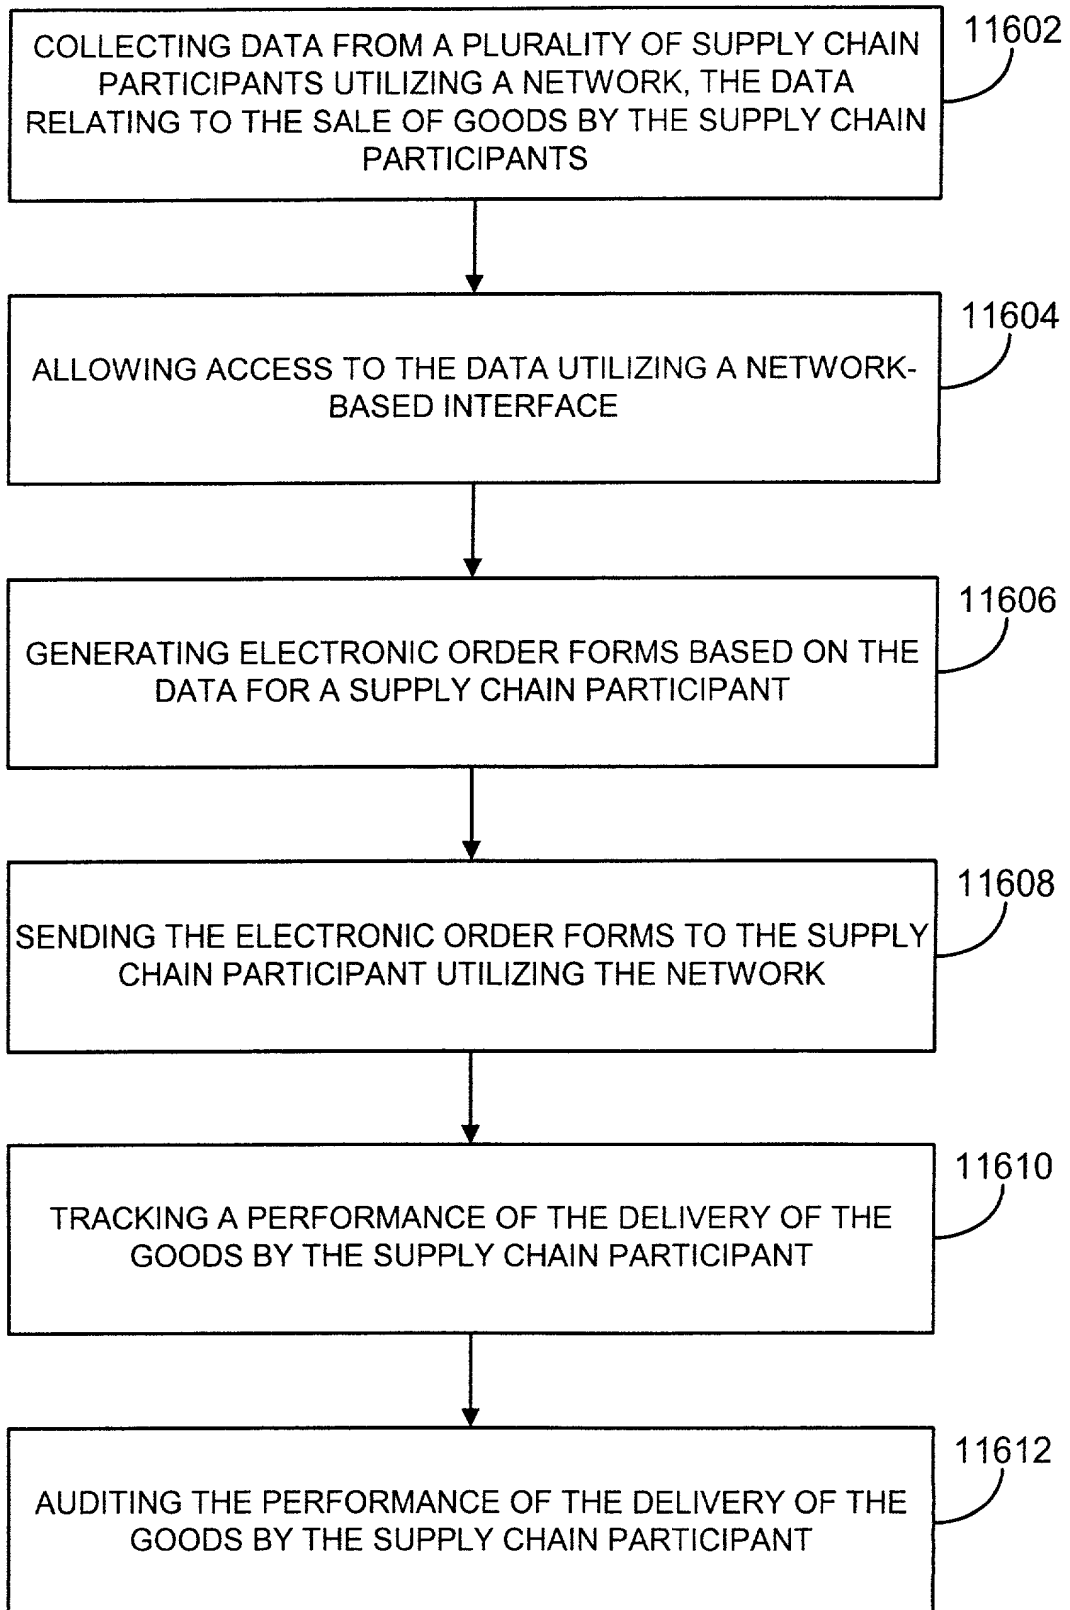 COLLECTING DATA FROM A PLURALITY OF SUPPLY CHAIN
PARTICIPANTS UTILIZING A NETWORK, THE DATA
RELATING TO THE SALE OF GOODS BY THE SUPPLY CHAIN
PARTICIPANTS
11602
ALLOWING ACCESS TO THE DATA UTILIZING A NETWORK-
BASED INTERFACE
11604
GENERATING ELECTRONIC ORDER FORMS BASED ON THE
DATA FOR A SUPPLY CHAIN PARTICIPANT
11606
SENDING THE ELECTRONIC ORDER FORMS TO THE SUPPLY
CHAIN PARTICIPANT UTILIZING THE NETWORK
11608
TRACKING A PERFORMANCE OF THE DELIVERY OF THE
GOODS BY THE SUPPLY CHAIN PARTICIPANT
11610
AUDITING THE PERFORMANCE OF THE DELIVERY OF THE
GOODS BY THE SUPPLY CHAIN PARTICIPANT
11612